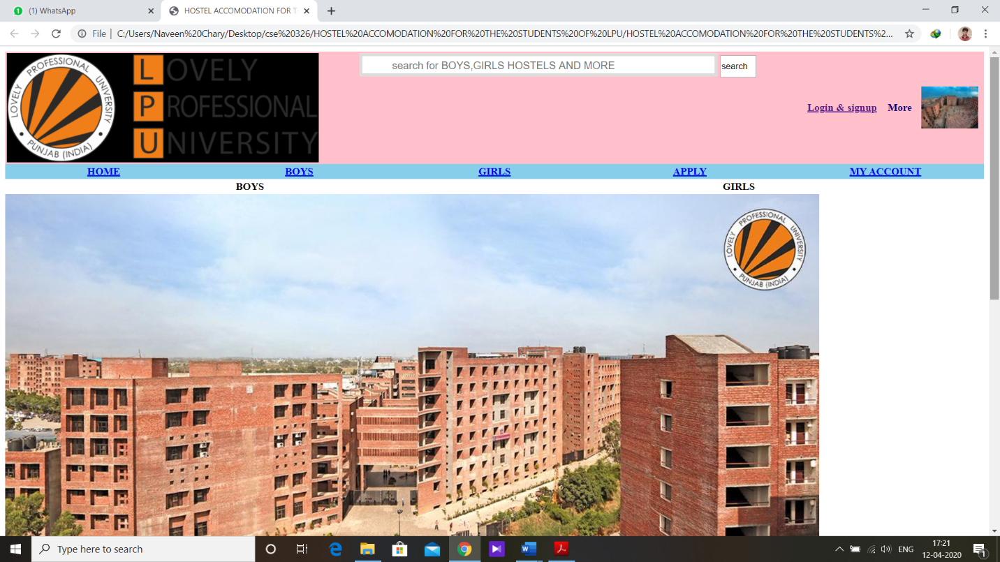 (1) WhatsApp
HOSTEL ACCOMODATION FOR T
File | C:/Users/Naveen%20Chary/Desktop/cse%20326/HOSTEL%20ACCOMODATION%20FOR%20THE%20STUDENTS%20OF%20LPU/HOSTEL%20ACCOMODATION%20FOR%20THE%20STUDENTS%2...
LOVELY PROFESSIONAL UNIVERSITY
PUNJAB (INDIA)
LOVELY
PROFESSIONAL
UNIVERSITY
search for BOYS,GIRLS HOSTELS AND MORE
search
Login & signup More
HOME BOYS GIRLS APPLY MY ACCOUNT
BOYS GIRLS
LOVELY PROFESSIONAL UNIVERSITY
PUNJAB (INDIA)
Type here to search
ENG
17:21
12-04-2020
1